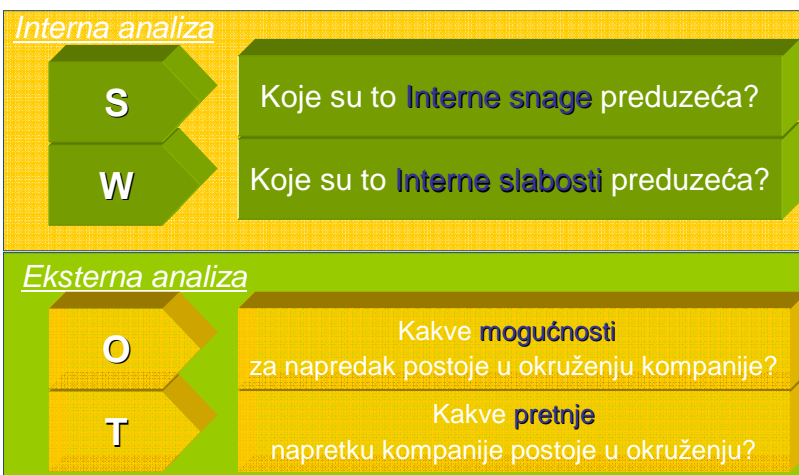 Interna analiza
S
Koje su to Interne snage preduzeća?
W
Koje su to Interne slabosti preduzeća?
Eksterna analiza
O
Kakve mogućnosti
za napredak postoje u okruženju kompanije?
T
Kakve pretnje
napretku kompanije postoje u okruženju?